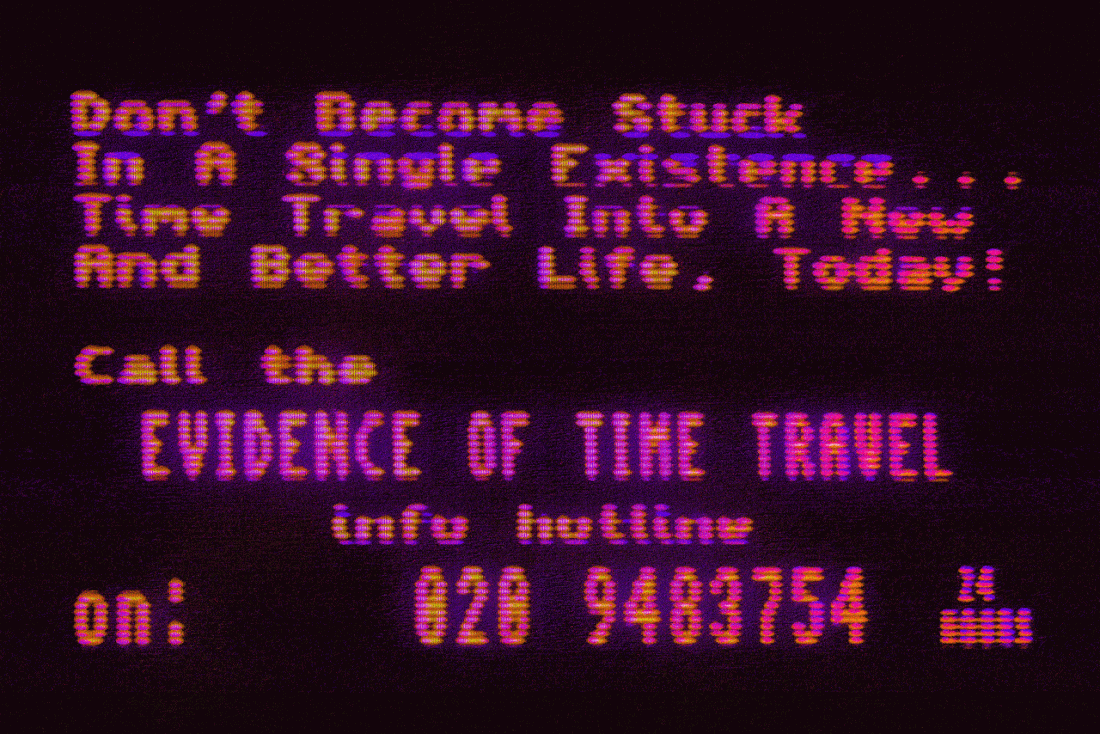 Don't Become Stuck
In A Single Existence...
Time Travel Into A New
And Better Life, Today!
Call the
EVIDENCE OF TIME TRAVEL
info hotline
on: 020 9483754